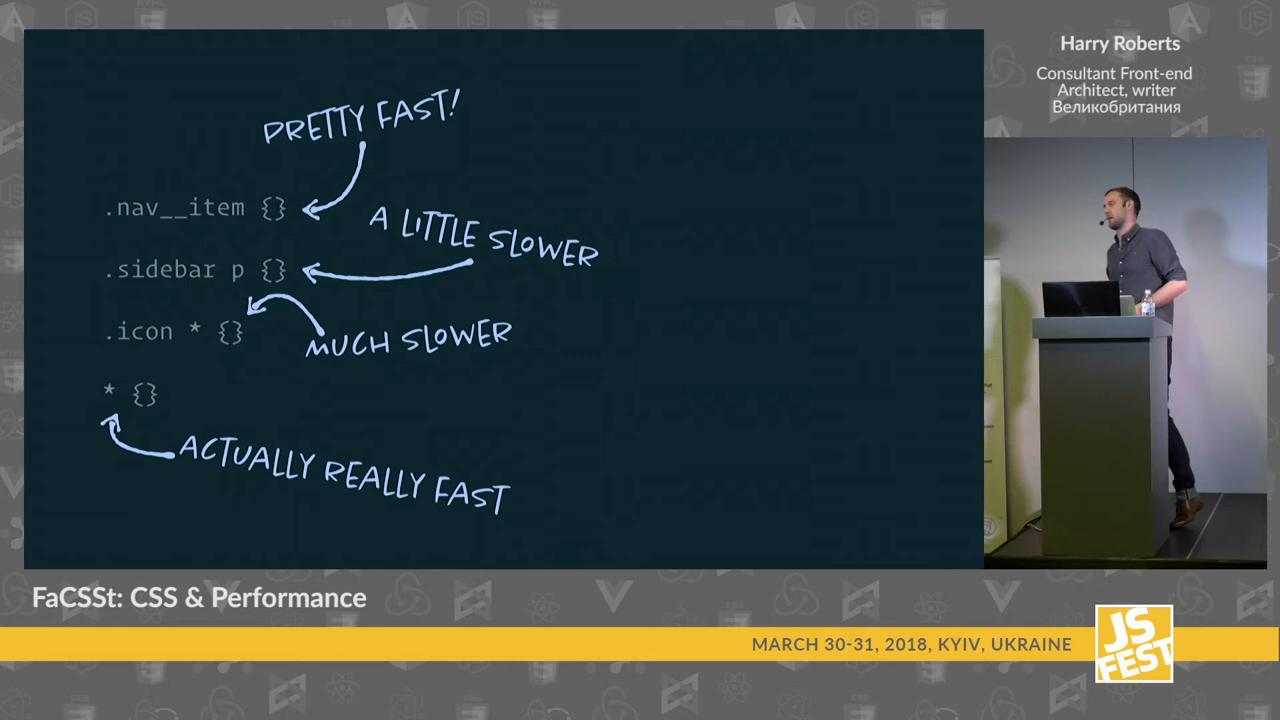 PRETTY FAST!
.nav__item {}
A LITTLE SLOWER
.sidebar p {}
.icon * {}
MUCH SLOWER
* {}
ACTUALLY REALLY FAST
Harry Roberts
Consultant Front-end
Architect, writer
Великобритания
FaCSSt: CSS & Performance
MARCH 30-31, 2018, KYIV, UKRAINE
JS
FEST